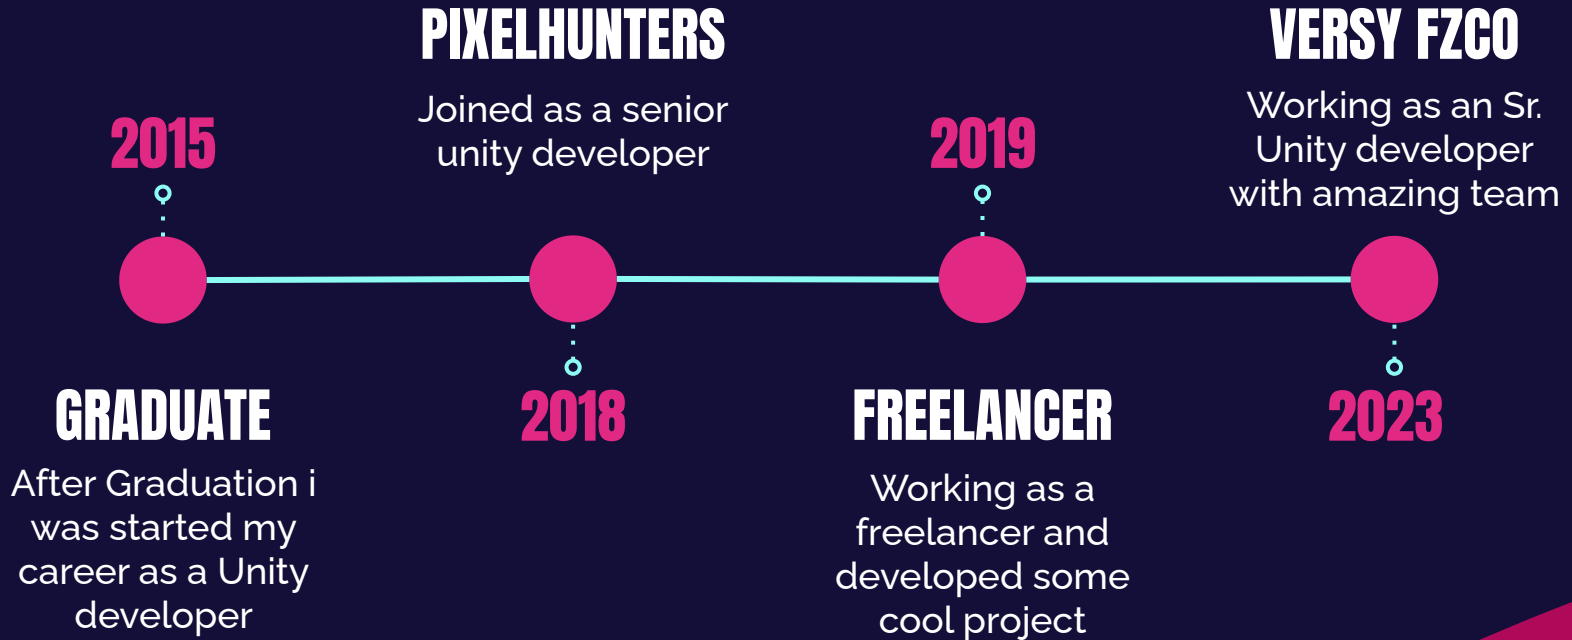 2015
GRADUATE
After Graduation i
was started my
career as a Unity
developer
PIXELHUNTERS
Joined as a senior
unity developer
2018
2019
FREELANCER
Working as a
freelancer and
developed some
cool project
VERSY FZCO
Working as an Sr.
Unity developer
with amazing team
2023